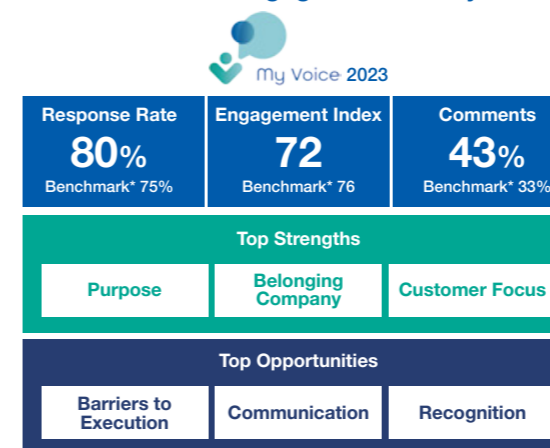 My Voice 2023
Response Rate
80%
Benchmark* 75%
Engagement Index
72
Benchmark* 76
Comments
43%
Benchmark* 33%
Top Strengths
Purpose
Belonging
Company
Customer Focus
Top Opportunities
Barriers to
Execution
Communication
Recognition